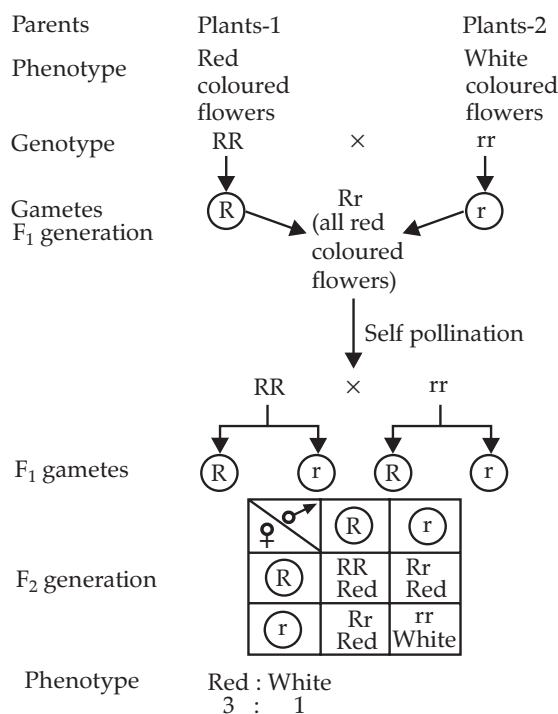 Parents Plants-1 Plants-2
Phenotype Red White
coloured coloured
flowers flowers
Genotype RR × rr
Gametes R Rr r
F₁ generation (all red
coloured
flowers)
Self pollination
RR × rr
F₁ gametes R r R r
♀ ♂ R r
F₂ generation R RR Rr
Red Red
r Rr rr
Red White
Phenotype Red : White
3 : 1